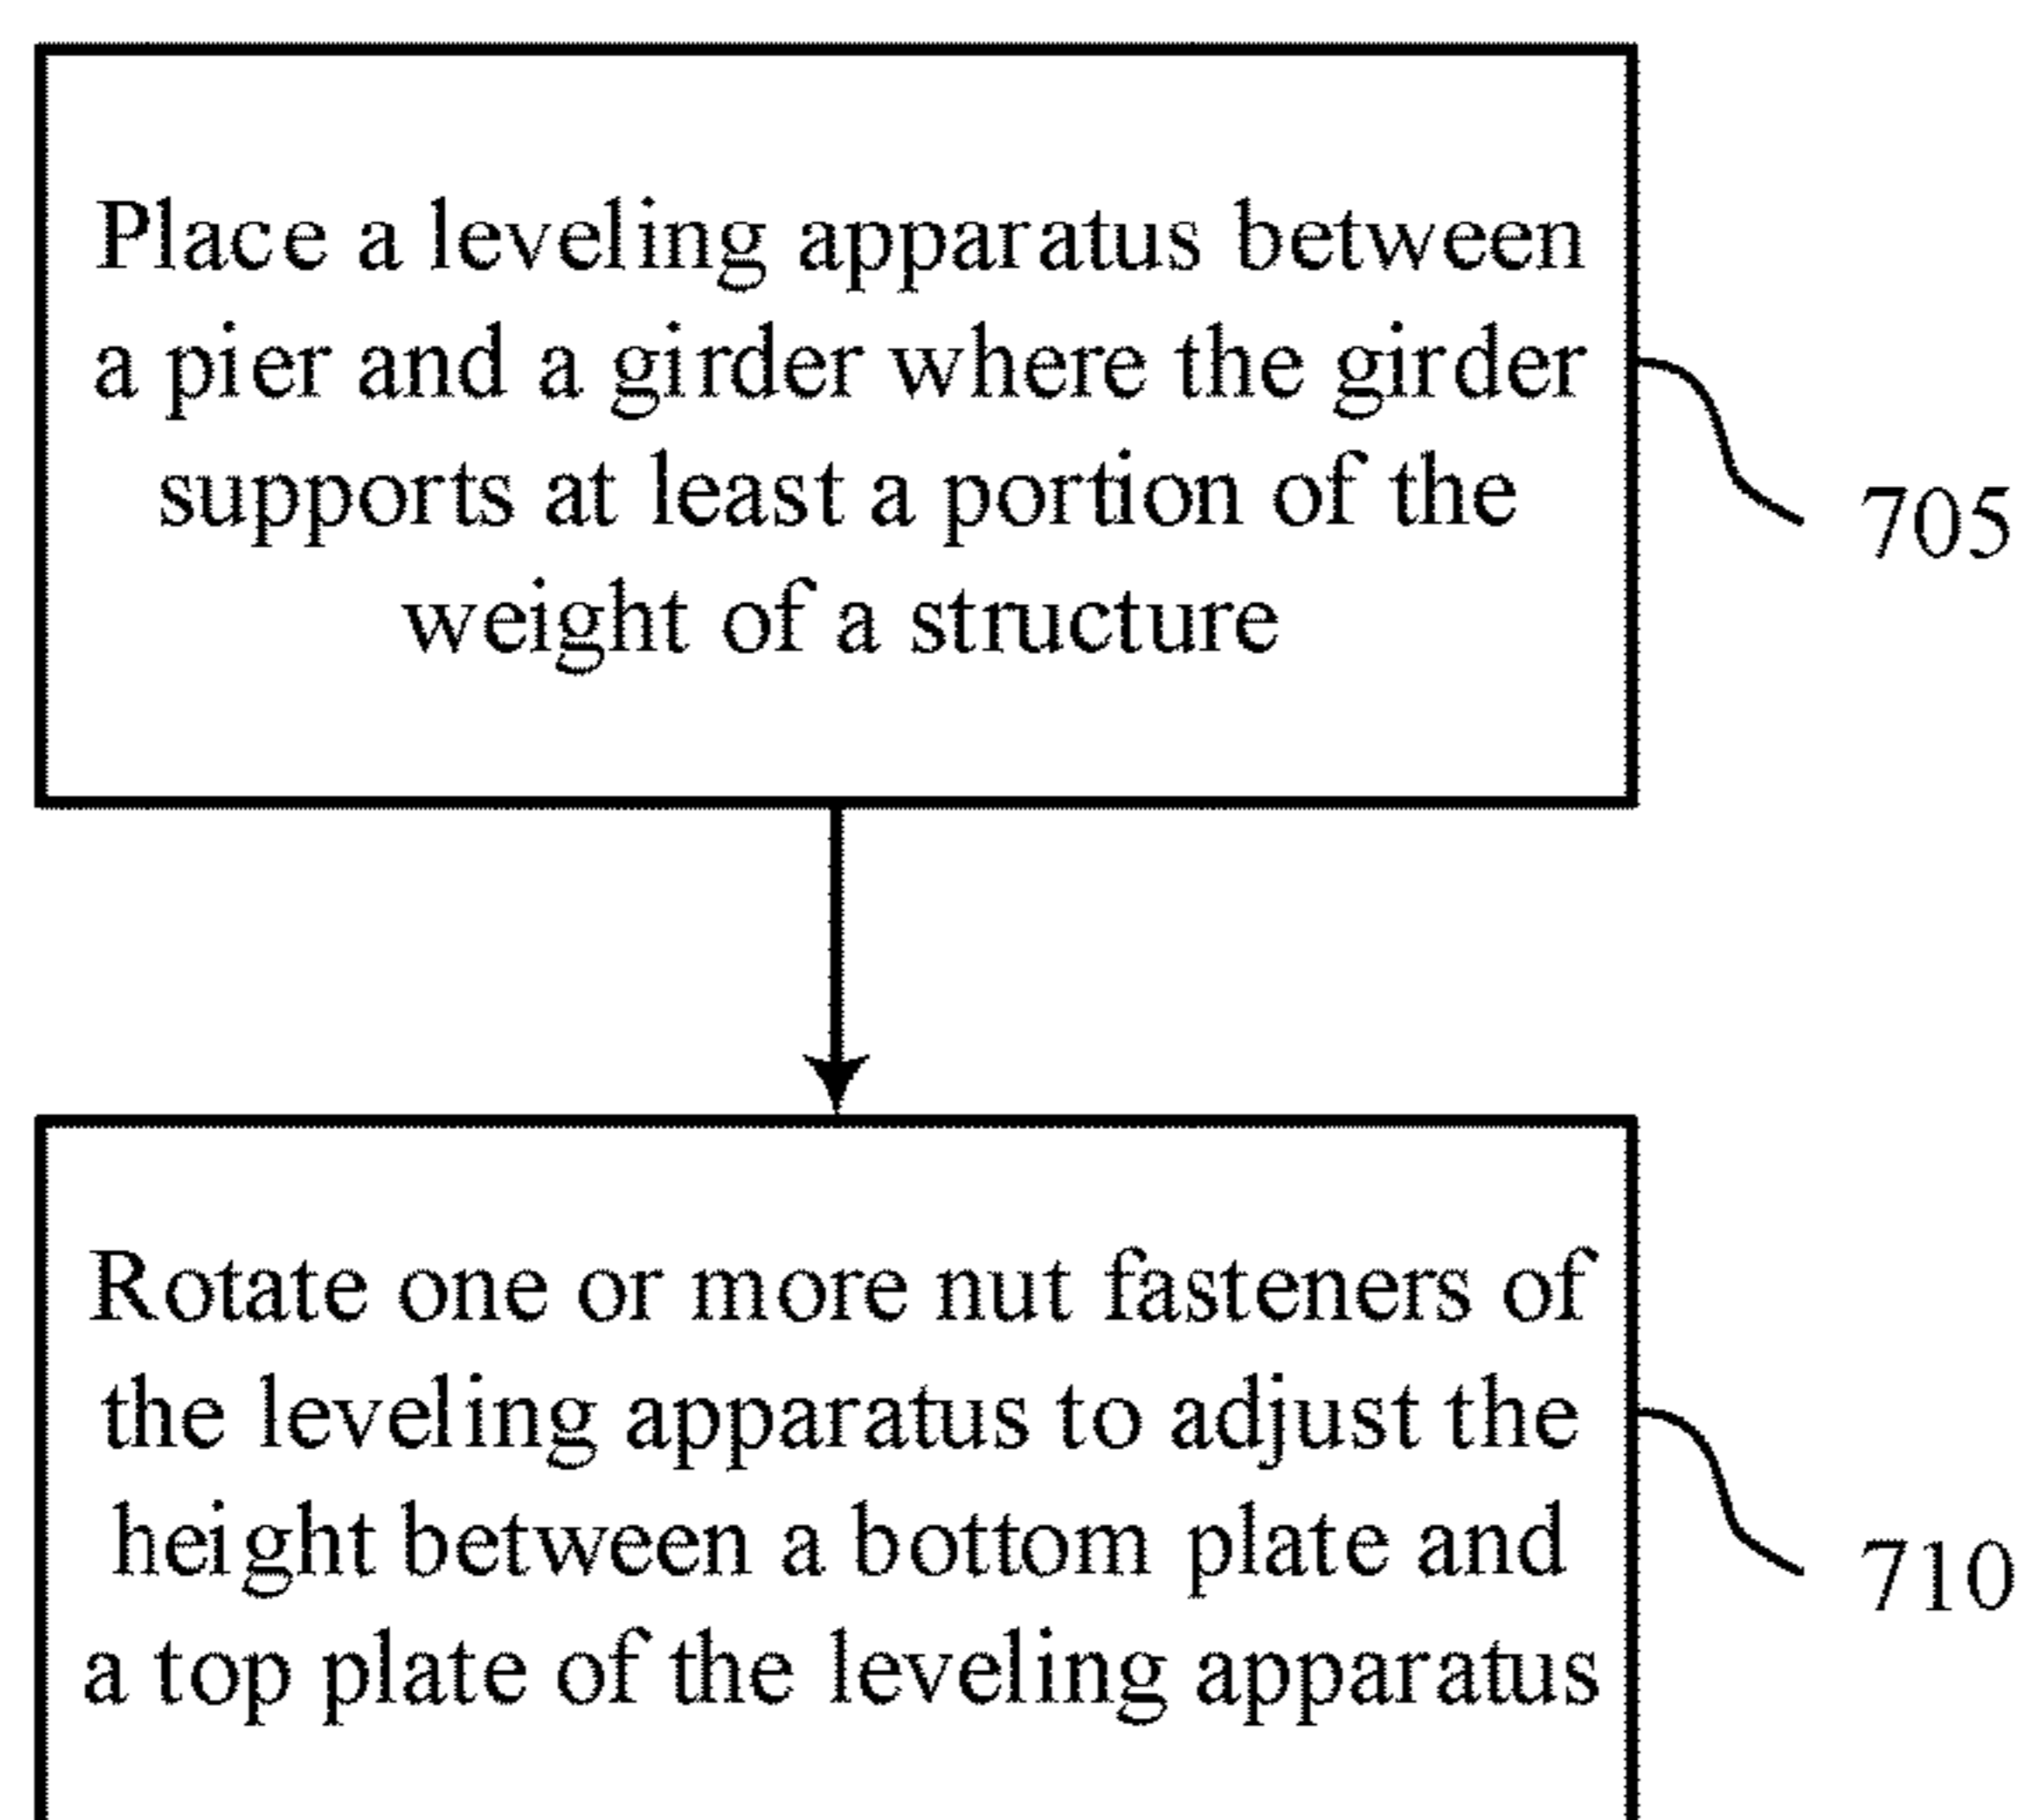 Place a leveling apparatus between
a pier and a girder where the girder
supports at least a portion of the
weight of a structure
705
Rotate one or more nut fasteners of
the leveling apparatus to adjust the
height between a bottom plate and
a top plate of the leveling apparatus
710